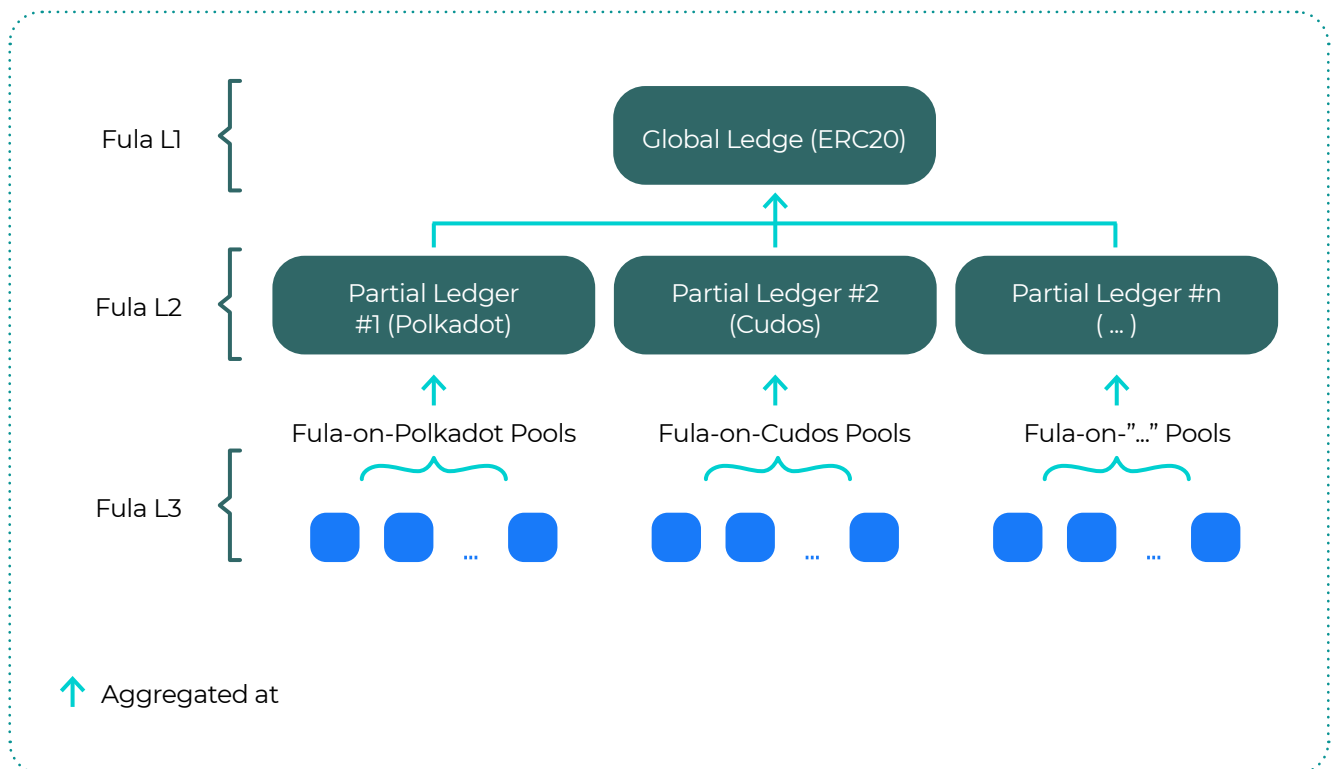 Fula L1
Global Ledge (ERC20)
Fula L2
Partial Ledger
#1 (Polkadot)
Partial Ledger #2
(Cudos)
Partial Ledger #n
( ... )
Fula-on-Polkadot Pools
Fula-on-Cudos Pools
Fula-on-”...” Pools
Fula L3
...
...
...
Aggregated at